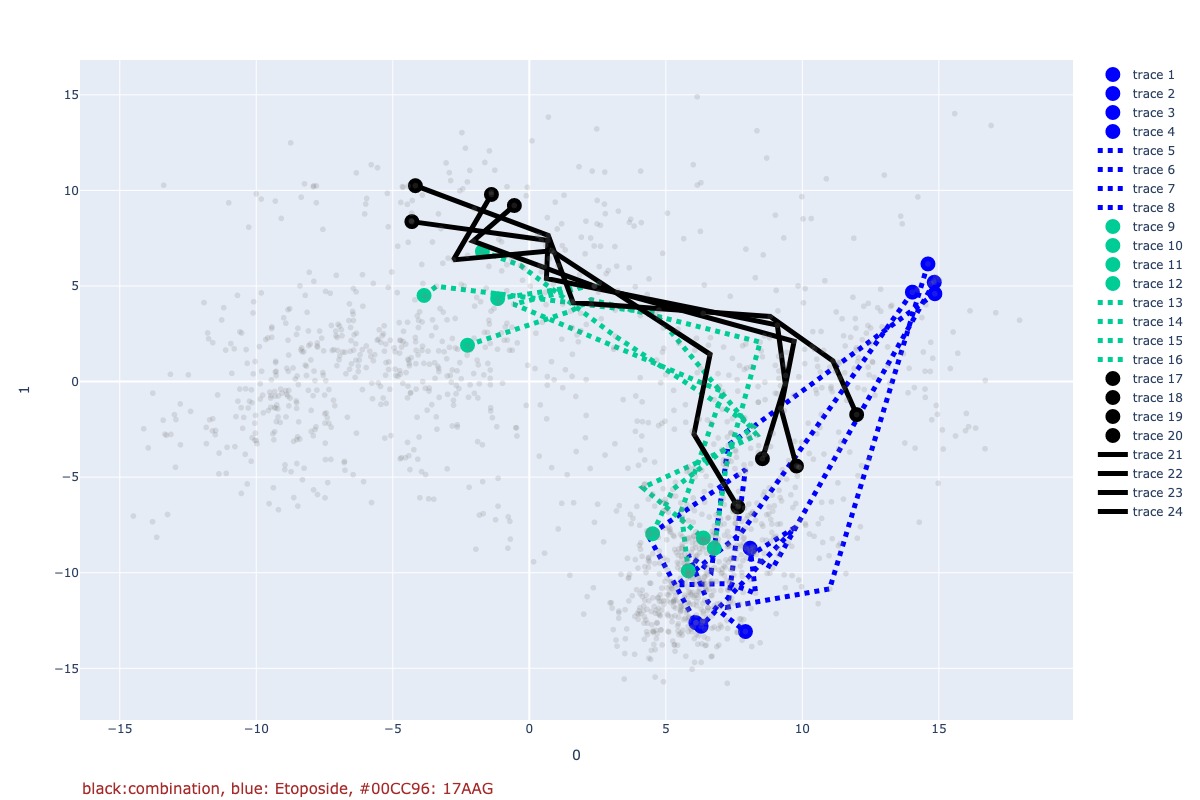 15
10
5
0
−5
−10
−15
−15
−10
−5
0
5
10
15
1
0
trace 1
trace 2
trace 3
trace 4
trace 5
trace 6
trace 7
trace 8
trace 9
trace 10
trace 11
trace 12
trace 13
trace 14
trace 15
trace 16
trace 17
trace 18
trace 19
trace 20
trace 21
trace 22
trace 23
trace 24
black:combination, blue: Etoposide, #00CC96: 17AAG